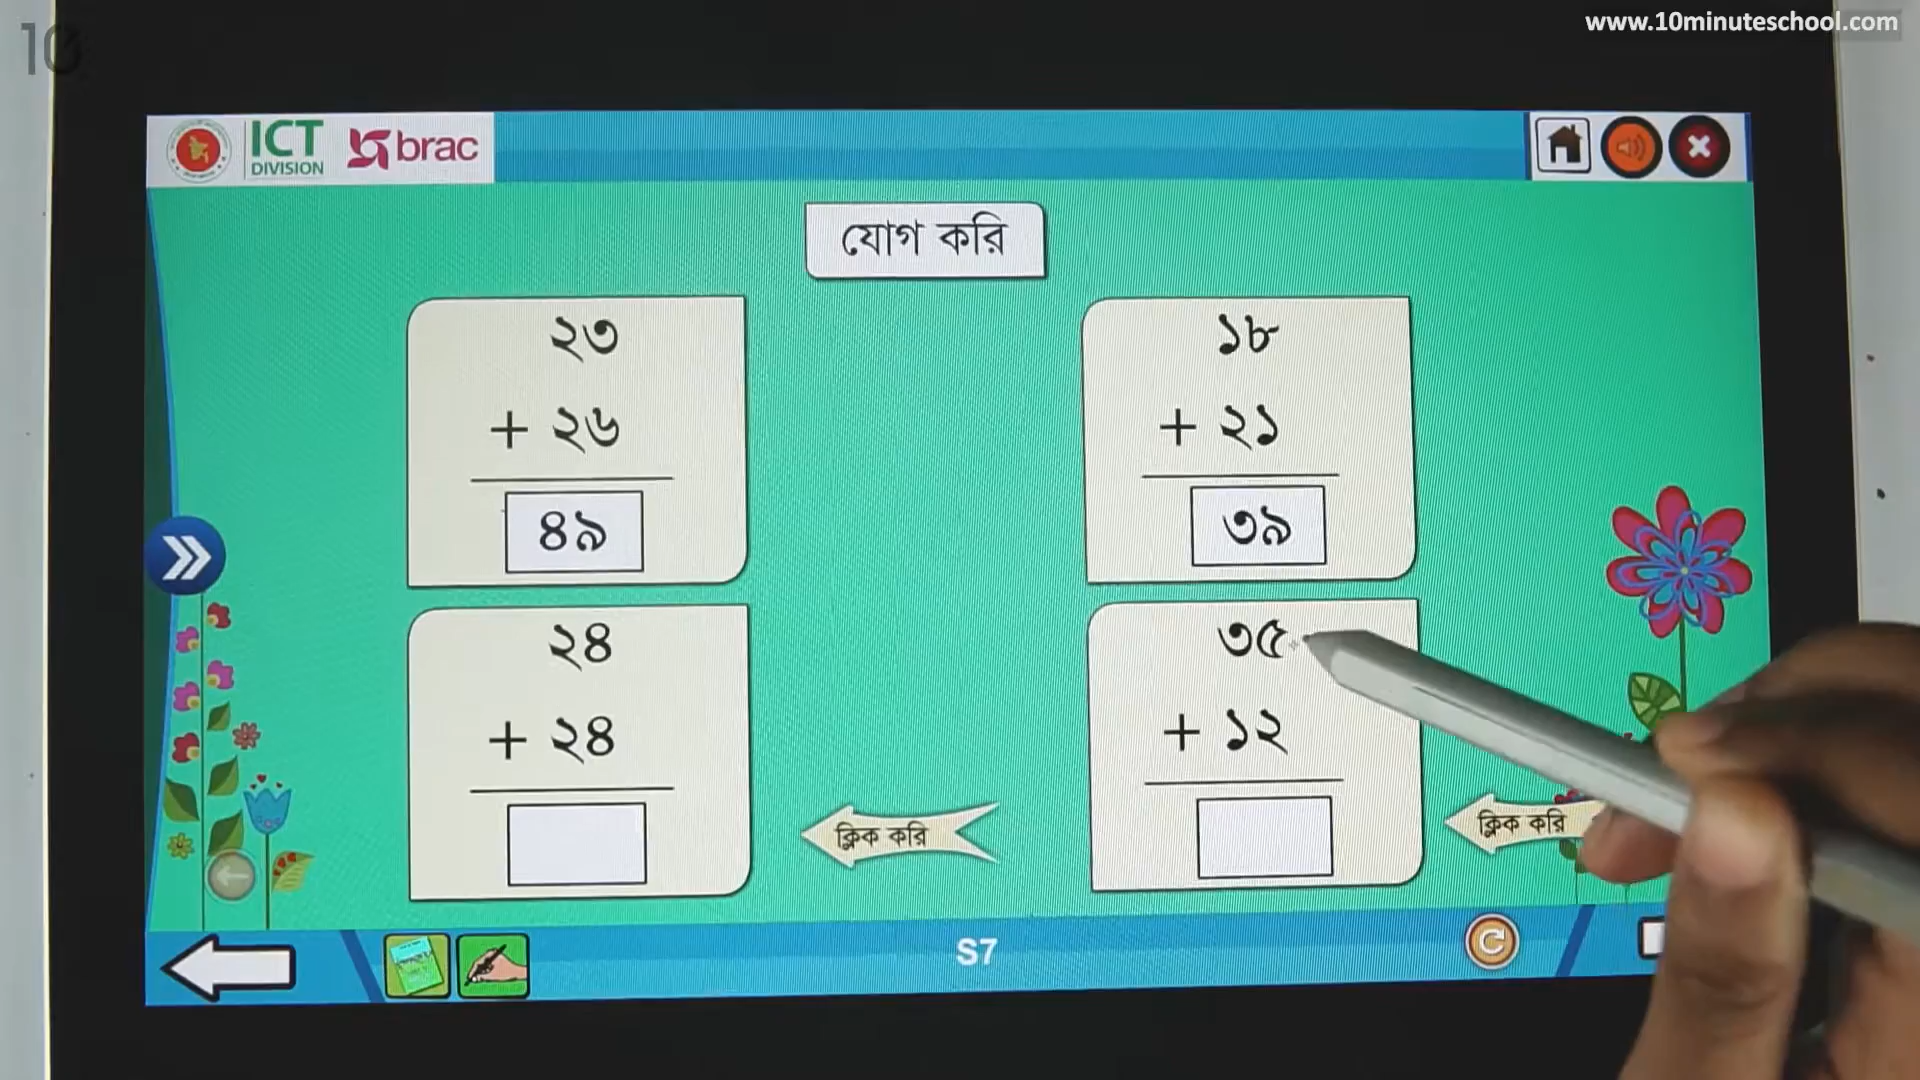 www.10minuteschool.com
10
ICT
DIVISION
brac
যোগ করি
২৩
+ ২৬
৪৯
১৮
+ ২১
৩৯
২৪
+ ২৪
ক্লিক করি
৩৫
+ ১২
ক্লিক করি
S7